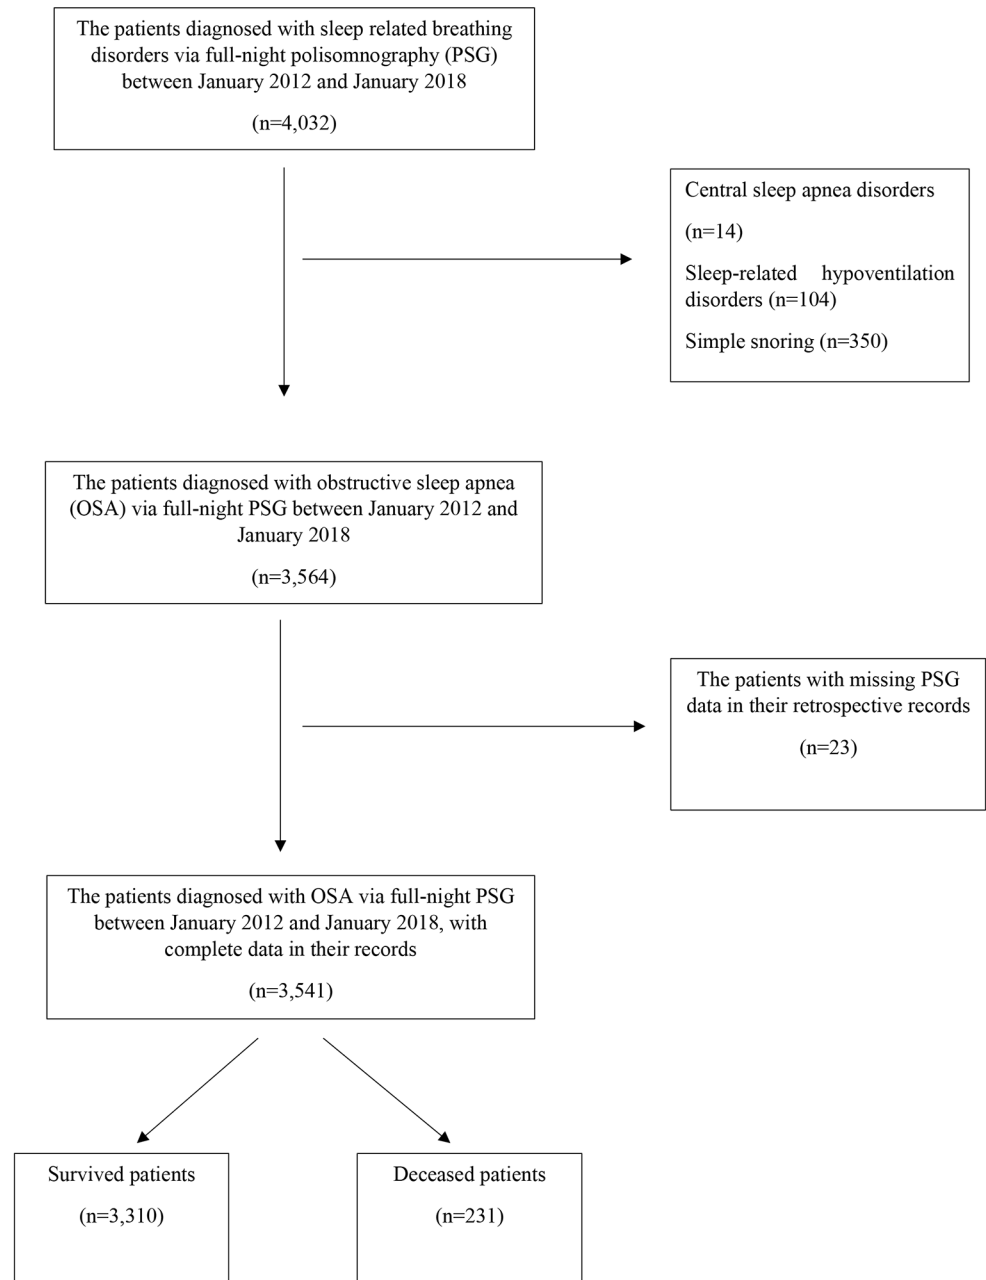 The patients diagnosed with sleep related breathing
disorders via full-night polisomnography (PSG)
between January 2012 and January 2018
(n=4,032)
Central sleep apnea disorders
(n=14)
Sleep-related hypoventilation
disorders (n=104)
Simple snoring (n=350)
The patients diagnosed with obstructive sleep apnea
(OSA) via full-night PSG between January 2012 and
January 2018
(n=3,564)
The patients with missing PSG
data in their retrospective records
(n=23)
The patients diagnosed with OSA via full-night PSG
between January 2012 and January 2018, with
complete data in their records
(n=3,541)
Survived patients
(n=3,310)
Deceased patients
(n=231)